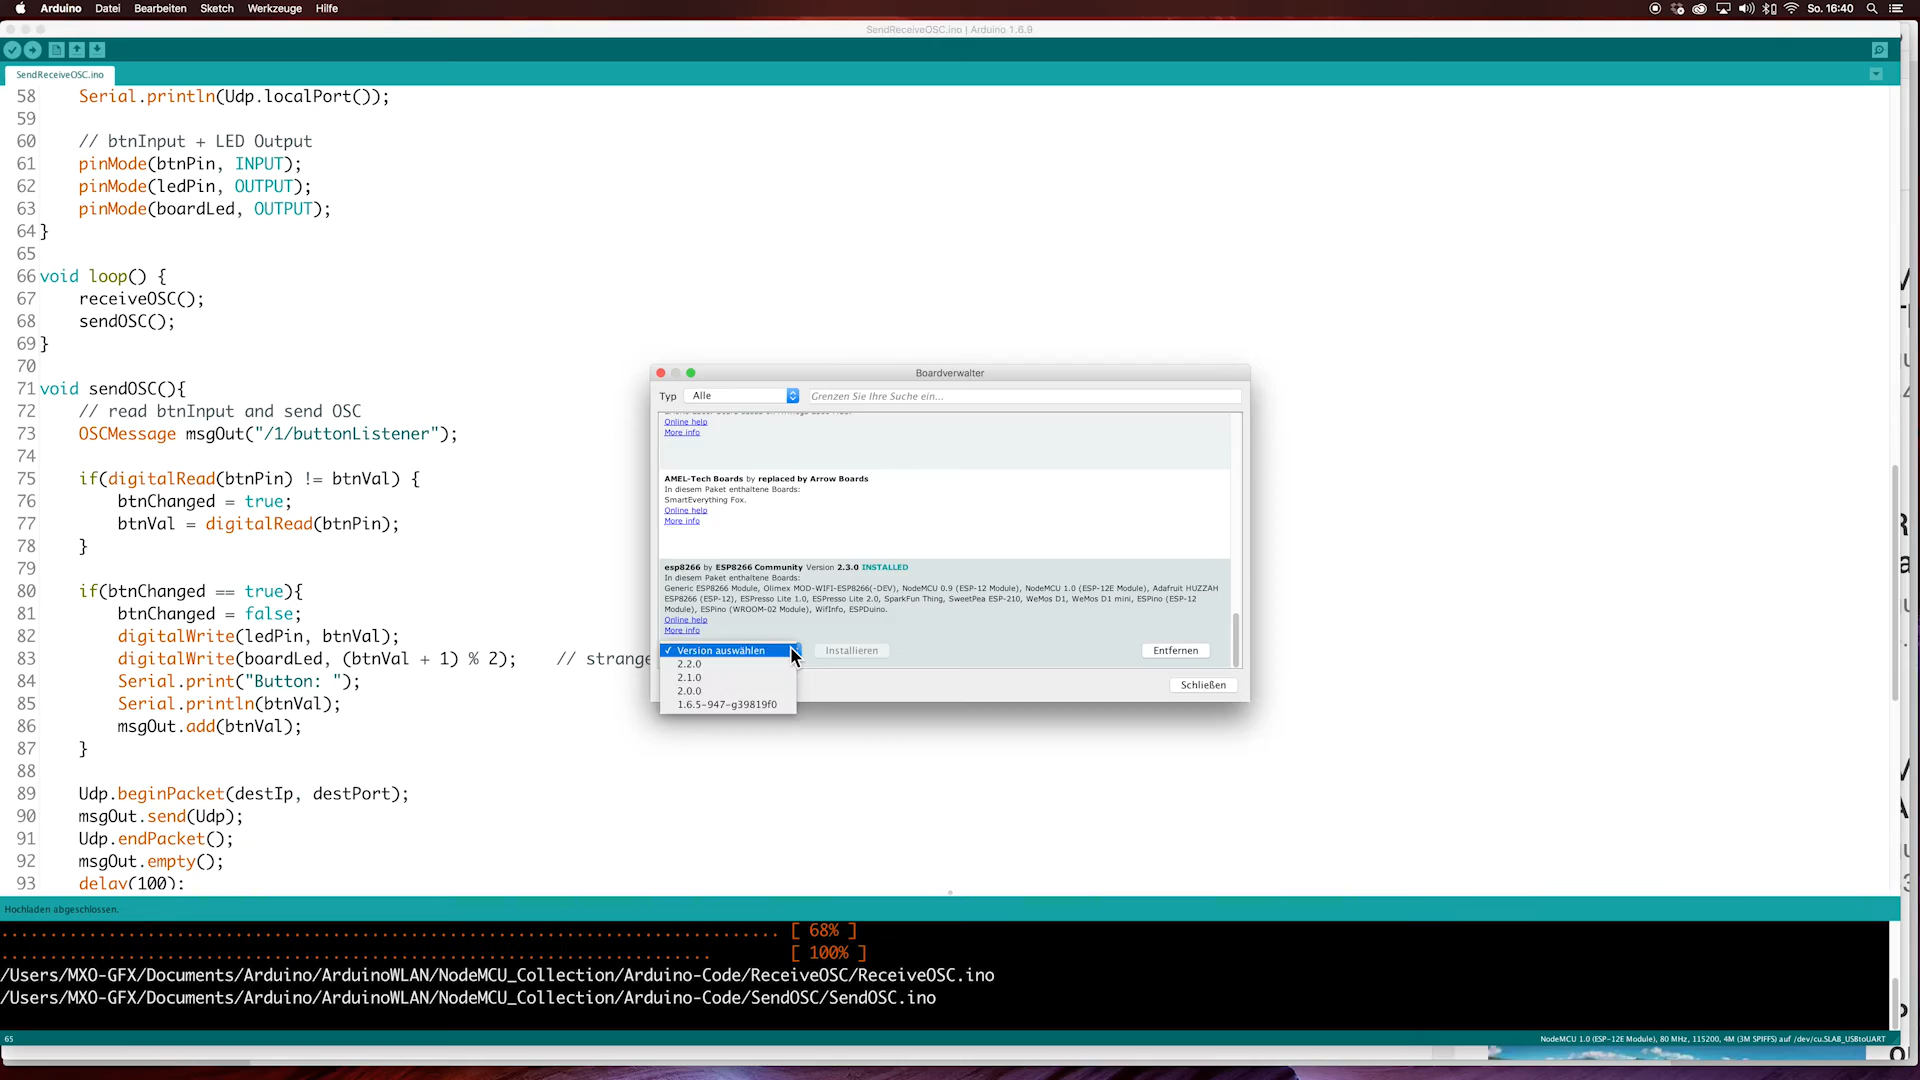 Arduino Datei Bearbeiten Sketch Werkzeuge Hilfe
So. 16:40
SendReceiveOSC.ino | Arduino 1.6.9
SendReceiveOSC.ino
58 Serial.println(Udp.localPort());
59
60 // btnInput + LED Output
61 pinMode(btnPin, INPUT);
62 pinMode(ledPin, OUTPUT);
63 pinMode(boardLed, OUTPUT);
64 }
65
66 void loop() {
67 receiveOSC();
68 sendOSC();
69 }
70
71 void sendOSC(){
72 // read btnInput and send OSC
73 OSCMessage msgOut("/1/buttonListener");
74
75 if(digitalRead(btnPin) != btnVal) {
76 btnChanged = true;
77 btnVal = digitalRead(btnPin);
78 }
79
80 if(btnChanged == true){
81 btnChanged = false;
82 digitalWrite(ledPin, btnVal);
83 digitalWrite(boardLed, (btnVal + 1) % 2); // strange
84 Serial.print("Button: ");
85 Serial.println(btnVal);
86 msgOut.add(btnVal);
87 }
88
89 Udp.beginPacket(destIp, destPort);
90 msgOut.send(Udp);
91 Udp.endPacket();
92 msgOut.empty();
93 delay(100);
Boardverwalter
Typ Alle Grenzen Sie Ihre Suche ein...
Online help
More info
AMEL-Tech Boards by replaced by Arrow Boards
In diesem Paket enthaltene Boards:
SmartEverything Fox.
Online help
More info
esp8266 by ESP8266 Community Version 2.3.0 INSTALLED
In diesem Paket enthaltene Boards:
Generic ESP8266 Module, Olimex MOD-WIFI-ESP8266(-DEV), NodeMCU 0.9 (ESP-12 Module), NodeMCU 1.0 (ESP-12E Module), Adafruit HUZZAH
ESP8266 (ESP-12), ESPresso Lite 1.0, ESPresso Lite 2.0, SparkFun Thing, SweetPea ESP-210, WeMos D1, WeMos D1 mini, ESPino (ESP-12
Module), ESPino (WROOM-02 Module), WifInfo, ESPDuino.
Online help
More info
✓ Version auswählen Installieren Entfernen
2.2.0
2.1.0
2.0.0
1.6.5-947-g39819f0
Schließen
Hochladen abgeschlossen.
................................................................................ [ 68% ]
......................................................................... [ 100% ]
/Users/MXO-GFX/Documents/Arduino/ArduinoWLAN/NodeMCU_Collection/Arduino-Code/ReceiveOSC/ReceiveOSC.ino
/Users/MXO-GFX/Documents/Arduino/ArduinoWLAN/NodeMCU_Collection/Arduino-Code/SendOSC/SendOSC.ino
65
NodeMCU 1.0 (ESP-12E Module), 80 MHz, 115200, 4M (3M SPIFFS) auf /dev/cu.SLAB_USBtoUART